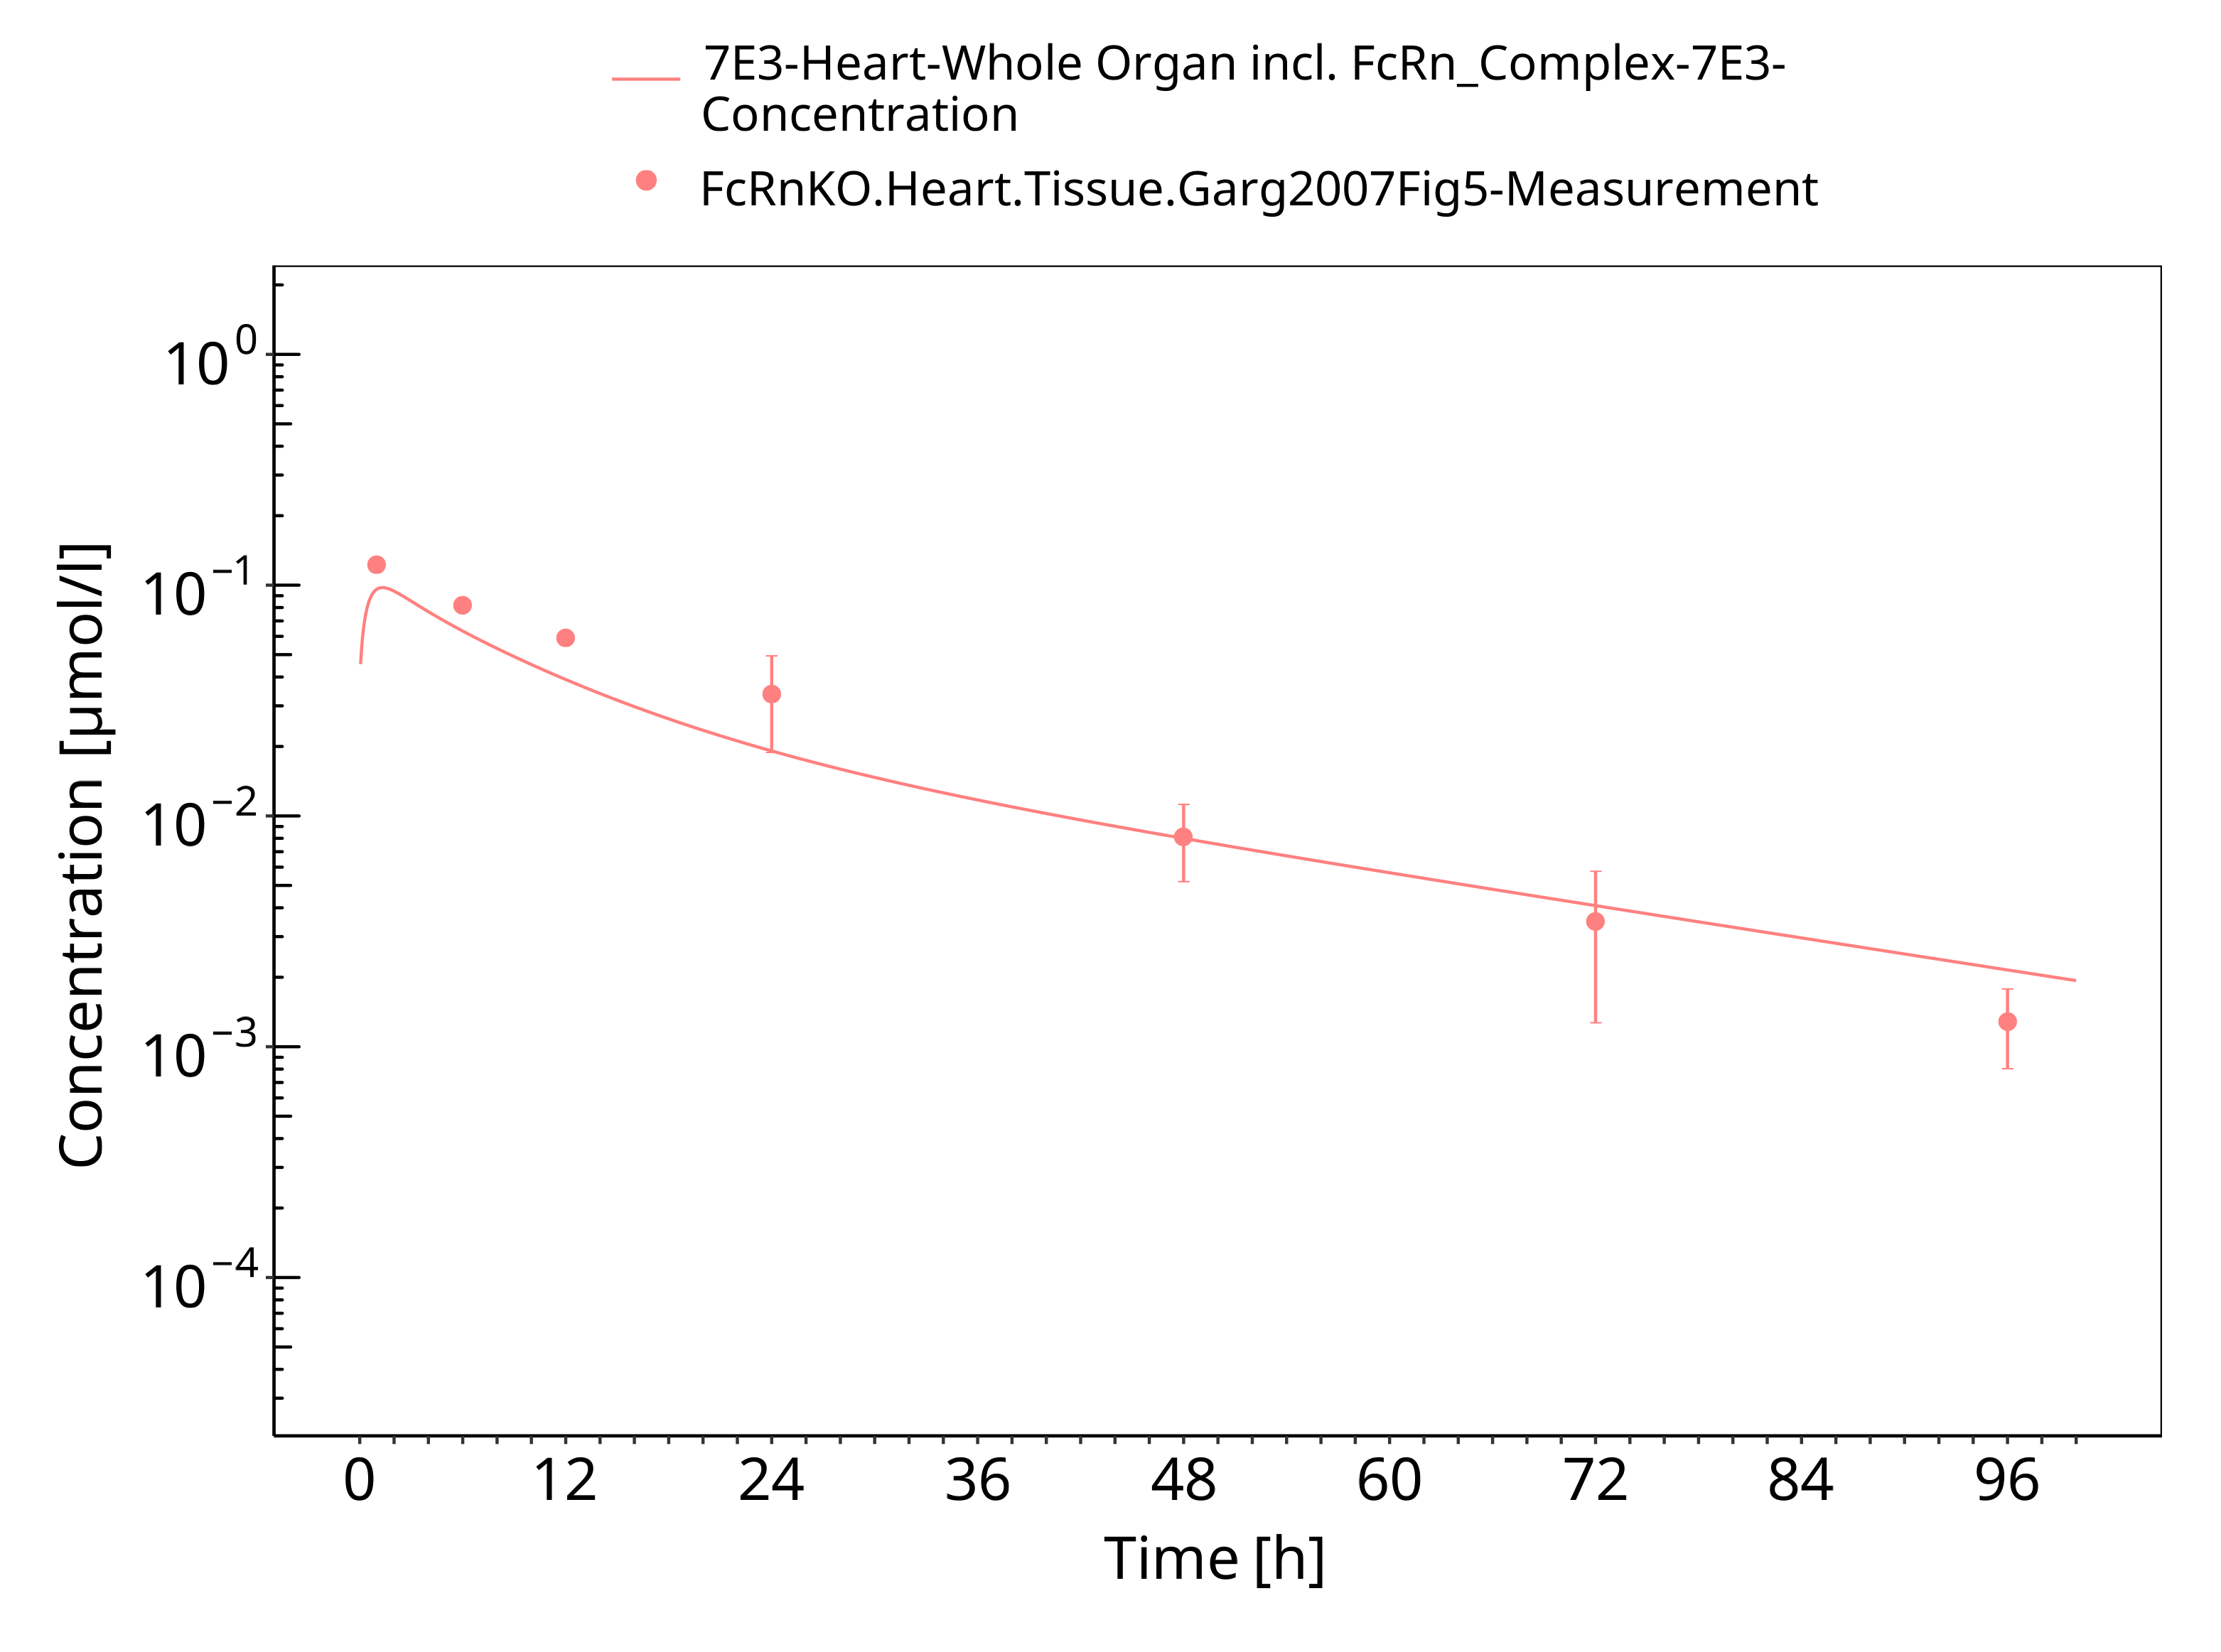 7E3-Heart-Whole Organ incl. FcRn_Complex-7E3-
Concentration
FcRnKO.Heart.Tissue.Garg2007Fig5-Measurement
10⁰
10⁻¹
10⁻²
10⁻³
10⁻⁴
Concentration [µmol/l]
0 12 24 36 48 60 72 84 96
Time [h]